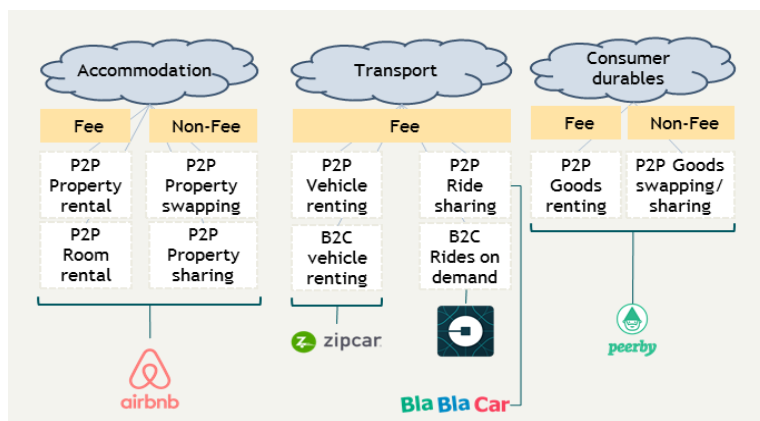 Accommodation
Transport
Consumer
durables
Fee
Non-Fee
Fee
Fee
Non-Fee
P2P
Property
rental
P2P
Property
swapping
P2P
Vehicle
renting
P2P
Ride
sharing
P2P
Goods
renting
P2P Goods
swapping/
sharing
P2P
Room
rental
P2P
Property
sharing
B2C
vehicle
renting
B2C
Rides on
demand
airbnb
zipcar
BlaBlaCar
peerby